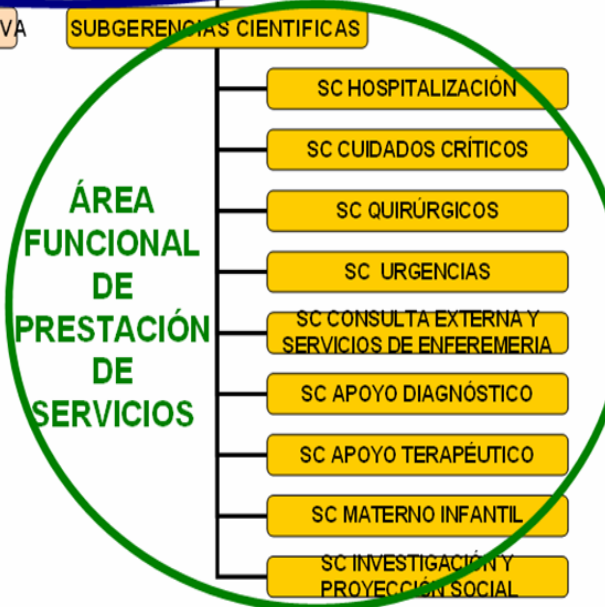 VA
SUBGERENCIAS CIENTIFICAS
SC HOSPITALIZACIÓN
SC CUIDADOS CRÍTICOS
SC QUIRÚRGICOS
SC URGENCIAS
SC CONSULTA EXTERNA Y
SERVICIOS DE ENFEREMERIA
SC APOYO DIAGNÓSTICO
SC APOYO TERAPÉUTICO
SC MATERNO INFANTIL
SC INVESTIGACIÓN Y
PROYECCIÓN SOCIAL
ÁREA
FUNCIONAL
DE
PRESTACIÓN
DE
SERVICIOS